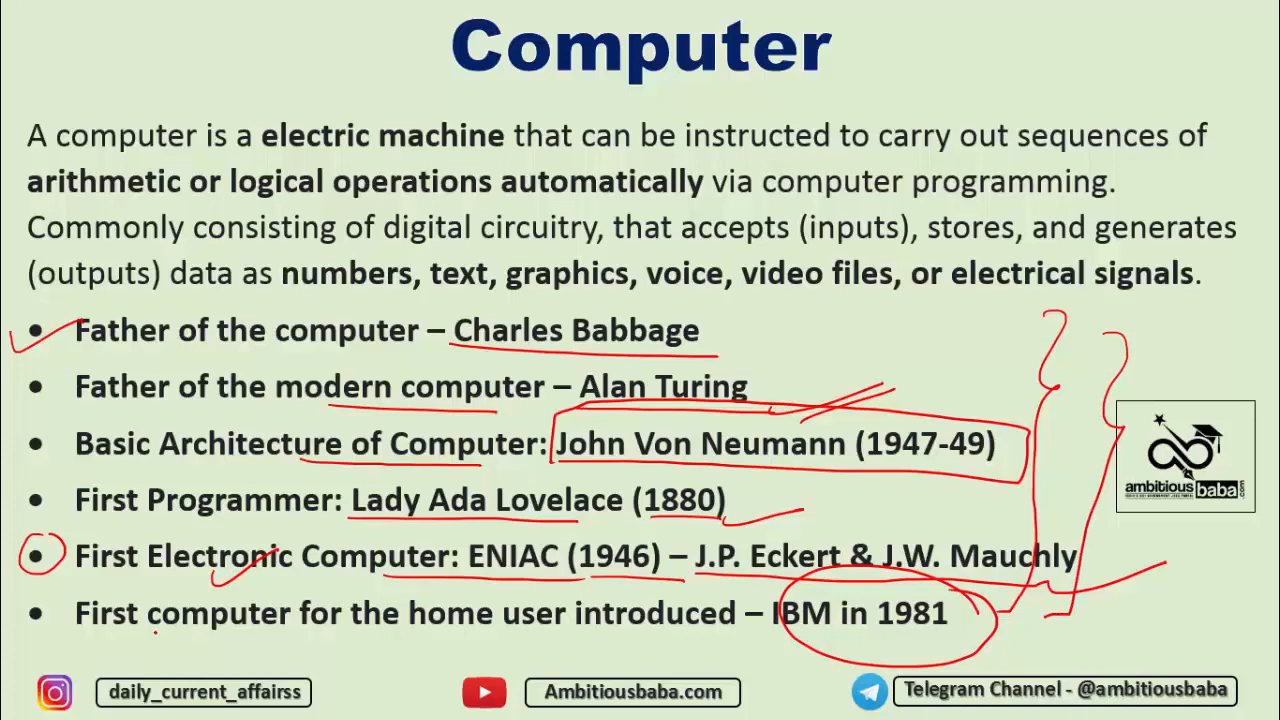 Computer
A computer is a electric machine that can be instructed to carry out sequences of
arithmetic or logical operations automatically via computer programming.
Commonly consisting of digital circuitry, that accepts (inputs), stores, and generates
(outputs) data as numbers, text, graphics, voice, video files, or electrical signals.
• Father of the computer – Charles Babbage
• Father of the modern computer – Alan Turing
• Basic Architecture of Computer: John Von Neumann (1947-49)
• First Programmer: Lady Ada Lovelace (1880)
• First Electronic Computer: ENIAC (1946) – J.P. Eckert & J.W. Mauchly
• First computer for the home user introduced – IBM in 1981
ambitiousbaba.com
daily_current_affairss
Ambitiousbaba.com
Telegram Channel - @ambitiousbaba